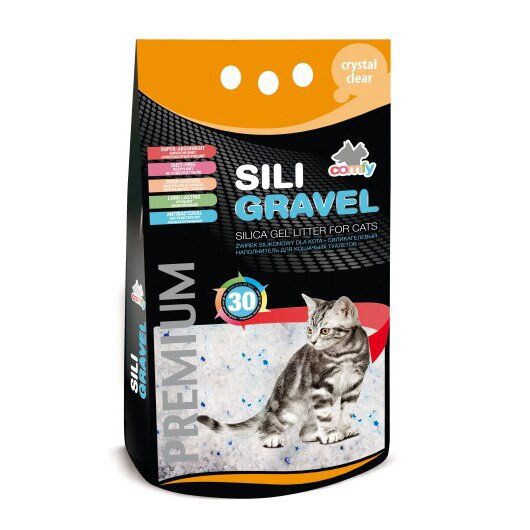 crystal
clear
comfy
SUPER-ABSORBENT
DUST-FREE
LONG LASTING
ANTIBACTERIAL
SILI
GRAVEL
SILICA GEL LITTER FOR CATS
ŻWIREK SILIKONOWY DLA KOTA • СИЛИКАГЕЛЕВЫЙ
НАПОЛНИТЕЛЬ ДЛЯ КОШАЧЬИХ ТУАЛЕТОВ
30
PREMIUM
SILI
GRAVEL